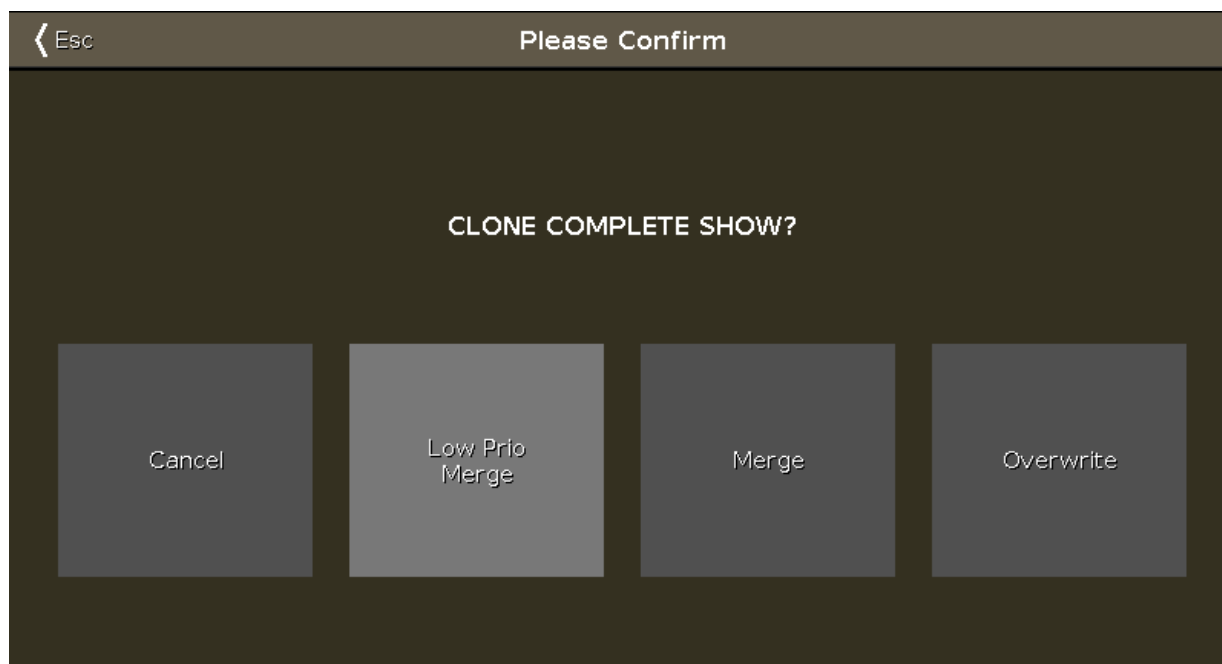 Esc
Please Confirm
CLONE COMPLETE SHOW?
Cancel
Low Prio
Merge
Merge
Overwrite